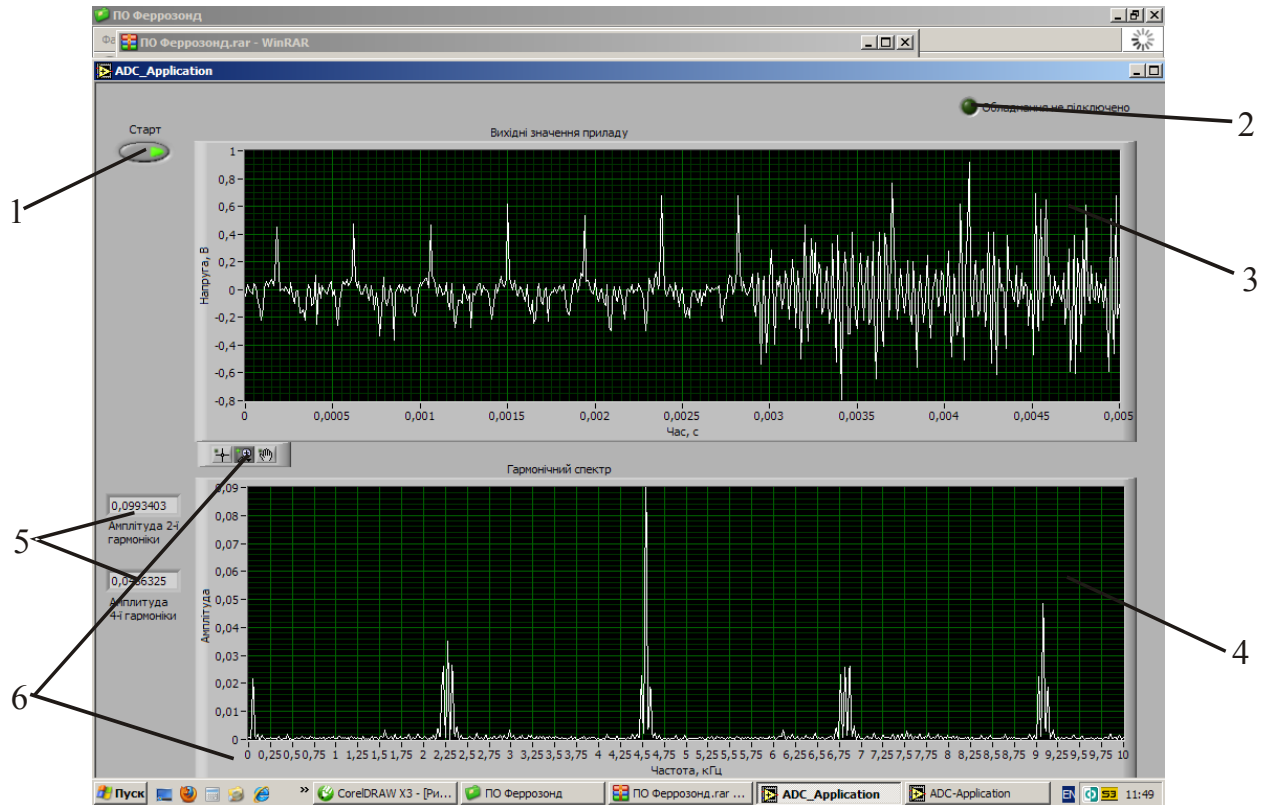 ПО Феррозонд
ПО Феррозонд.rar - WinRAR
ADC_Application
Обладнання не підключено
2
Старт
Вихідні значення приладу
1
Напруга, В
1-
0,8-
0,6-
0,4-
0,2-
0-
-0,2-
-0,4-
-0,6-
-0,8-
3
0 0,0005 0,001 0,0015 0,002 0,0025 0,003 0,0035 0,004 0,0045 0,005
Час, с
Гармонічний спектр
5
0,0993403
Амплітуда 2-ї
гармоніки
Амплитуда
4-ї гармоніки
Амплітуда
0,09-
0,08-
0,07-
0,06-
0,05-
0,04-
0,03-
0,02-
0,01-
0-
4
6
0 0,25 0,5 0,75 1 1,25 1,5 1,75 2 2,25 2,5 2,75 3 3,25 3,5 3,75 4 4,25 4,5 4,75 5 5,25 5,5 5,75 6 6,25 6,5 6,75 7 7,25 7,5 7,75 8 8,25 8,5 8,75 9 9,25 9,5 9,75 10
Частота, кГц
Пуск » CorelDRAW X3 - [Ри... ПО Феррозонд ПО Феррозонд.rar ... ADC_Application ADC-Application EN S3 11:49